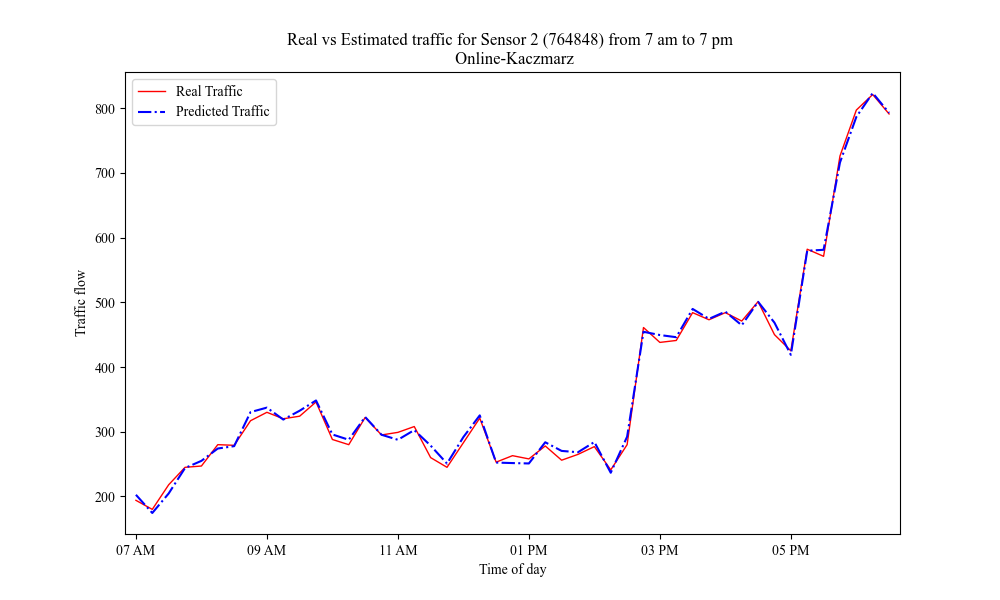 Real vs Estimated traffic for Sensor 2 (764848) from 7 am to 7 pm
Online-Kaczmarz
Real Traffic
Predicted Traffic
800
700
600
500
400
300
200
Traffic flow
07 AM 09 AM 11 AM 01 PM 03 PM 05 PM
Time of day